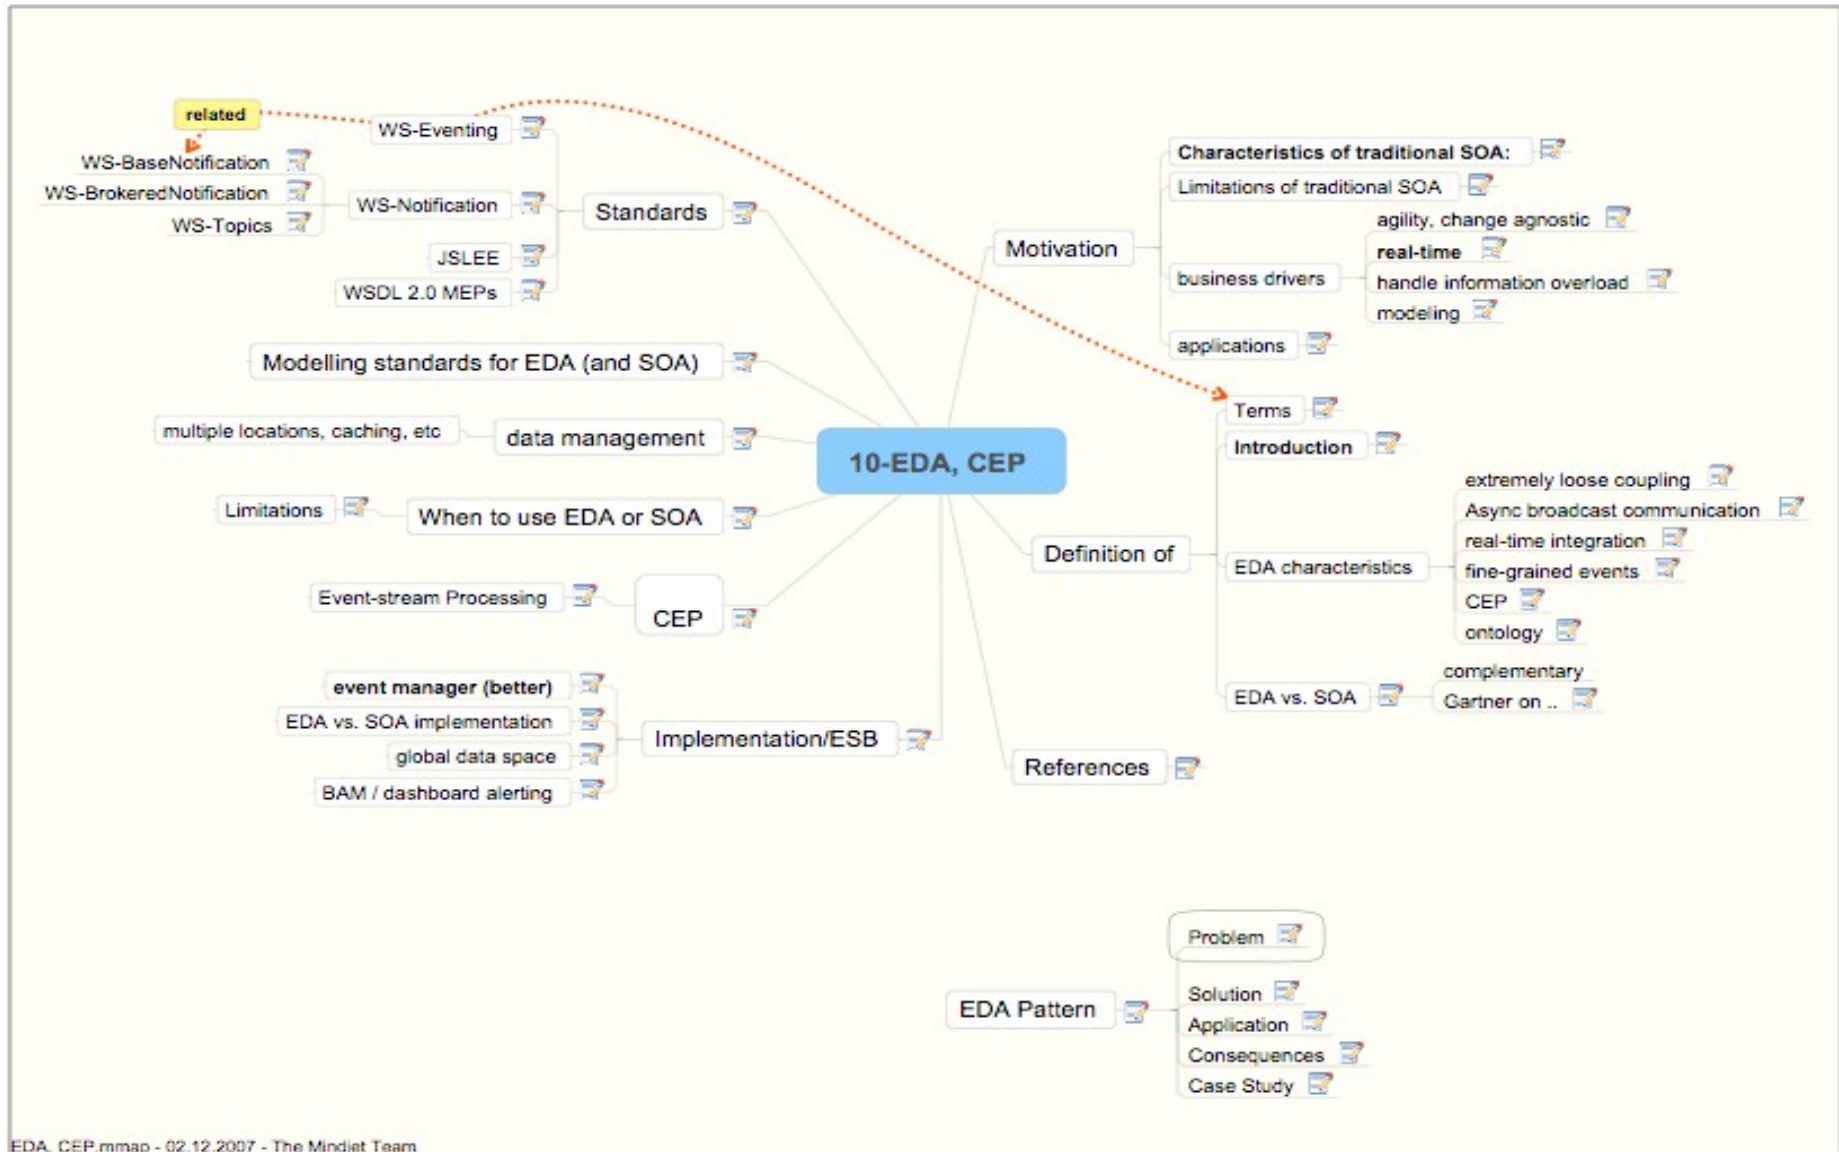 10-EDA, CEP
Motivation
Characteristics of traditional SOA:
Limitations of traditional SOA
business drivers
agility, change agnostic
real-time
handle information overload
modeling
applications
Definition of
Terms
Introduction
EDA characteristics
extremely loose coupling
Async broadcast communication
real-time integration
fine-grained events
CEP
ontology
EDA vs. SOA
complementary
Gartner on ..
References
Implementation/ESB
event manager (better)
EDA vs. SOA implementation
global data space
BAM / dashboard alerting
CEP
Event-stream Processing
When to use EDA or SOA
Limitations
data management
multiple locations, caching, etc
Modelling standards for EDA (and SOA)
Standards
WS-Eventing
related
WS-Notification
WS-BaseNotification
WS-BrokeredNotification
WS-Topics
JSLEE
WSDL 2.0 MEPs
EDA Pattern
Problem
Solution
Application
Consequences
Case Study
EDA, CEP.mmap - 02.12.2007 - The Mindjet Team